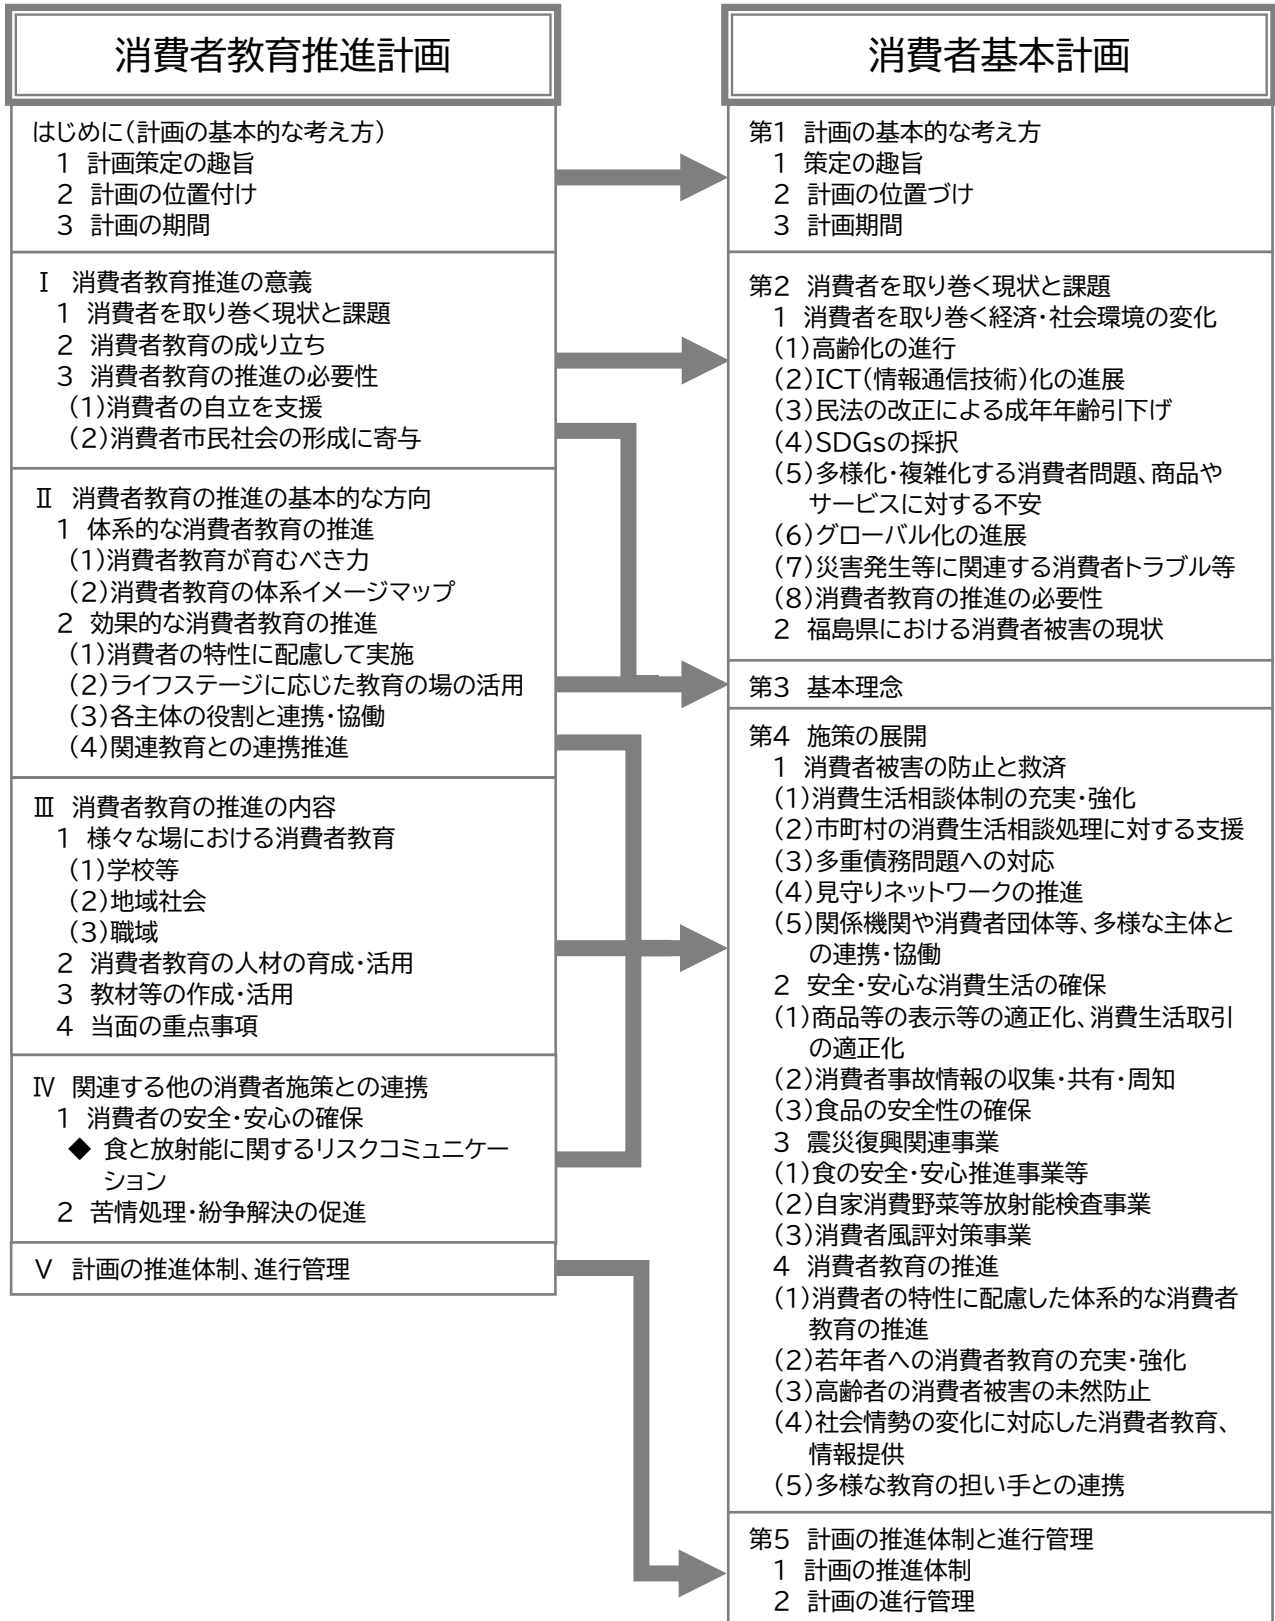 消費者教育推進計画
はじめに（計画の基本的な考え方）
1 計画策定の趣旨
2 計画の位置付け
3 計画の期間
Ⅰ 消費者教育推進の意義
1 消費者を取り巻く現状と課題
2 消費者教育の成り立ち
3 消費者教育の推進の必要性
（1）消費者の自立を支援
（2）消費者市民社会の形成に寄与
Ⅱ 消費者教育の推進の基本的な方向
1 体系的な消費者教育の推進
（1）消費者教育が育むべき力
（2）消費者教育の体系イメージマップ
2 効果的な消費者教育の推進
（1）消費者の特性に配慮して実施
（2）ライフステージに応じた教育の場の活用
（3）各主体の役割と連携・協働
（4）関連教育との連携推進
Ⅲ 消費者教育の推進の内容
1 様々な場における消費者教育
（1）学校等
（2）地域社会
（3）職域
2 消費者教育の人材の育成・活用
3 教材等の作成・活用
4 当面の重点事項
Ⅳ 関連する他の消費者施策との連携
1 消費者の安全・安心の確保
◆ 食と放射能に関するリスクコミュニケー
ション
2 苦情処理・紛争解決の促進
Ⅴ 計画の推進体制、進行管理
消費者基本計画
第1 計画の基本的な考え方
1 策定の趣旨
2 計画の位置づけ
3 計画期間
第2 消費者を取り巻く現状と課題
1 消費者を取り巻く経済・社会環境の変化
（1）高齢化の進行
（2）ICT（情報通信技術）化の進展
（3）民法の改正による成年年齢引下げ
（4）SDGsの採択
（5）多様化・複雑化する消費者問題、商品や
サービスに対する不安
（6）グローバル化の進展
（7）災害発生等に関連する消費者トラブル等
（8）消費者教育の推進の必要性
2 福島県における消費者被害の現状
第3 基本理念
第4 施策の展開
1 消費者被害の防止と救済
（1）消費生活相談体制の充実・強化
（2）市町村の消費生活相談処理に対する支援
（3）多重債務問題への対応
（4）見守りネットワークの推進
（5）関係機関や消費者団体等、多様な主体と
の連携・協働
2 安全・安心な消費生活の確保
（1）商品等の表示等の適正化、消費生活取引
の適正化
（2）消費者事故情報の収集・共有・周知
（3）食品の安全性の確保
3 震災復興関連事業
（1）食の安全・安心推進事業等
（2）自家消費野菜等放射能検査事業
（3）消費者風評対策事業
4 消費者教育の推進
（1）消費者の特性に配慮した体系的な消費者
教育の推進
（2）若年者への消費者教育の充実・強化
（3）高齢者の消費者被害の未然防止
（4）社会情勢の変化に対応した消費者教育、
情報提供
（5）多様な教育の担い手との連携
第5 計画の推進体制と進行管理
1 計画の推進体制
2 計画の進行管理